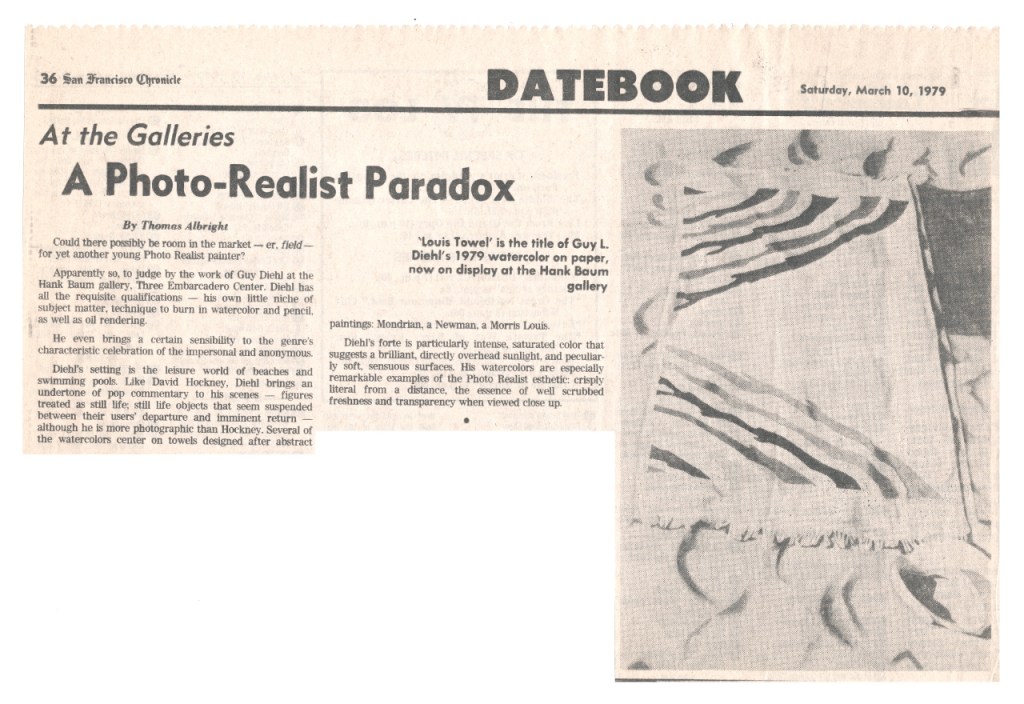 36 San Francisco Chronicle
DATEBOOK
Saturday, March 10, 1979
At the Galleries
A Photo-Realist Paradox
By Thomas Albright
Could there possibly be room in the market — er, field —
for yet another young Photo Realist painter?
Apparently so, to judge by the work of Guy Diehl at the
Hank Baum gallery, Three Embarcadero Center. Diehl has
all the requisite qualifications — his own little niche of
subject matter, technique to burn in watercolor and pencil,
as well as oil rendering.
He even brings a certain sensibility to the genre's
characteristic celebration of the impersonal and anonymous.
Diehl's setting is the leisure world of beaches and
swimming pools. Like David Hockney, Diehl brings an
undertone of pop commentary to his scenes — figures
treated as still life; still life objects that seem suspended
between their users' departure and imminent return —
although he is more photographic than Hockney. Several of
the watercolors center on towels designed after abstract
'Louis Towel' is the title of Guy L.
Diehl's 1979 watercolor on paper,
now on display at the Hank Baum
gallery
paintings: Mondrian, a Newman, a Morris Louis.
Diehl's forte is particularly intense, saturated color that
suggests a brilliant, directly overhead sunlight, and peculiar-
ly soft, sensuous surfaces. His watercolors are especially
remarkable examples of the Photo Realist esthetic: crisply
literal from a distance, the essence of well scrubbed
freshness and transparency when viewed close up.